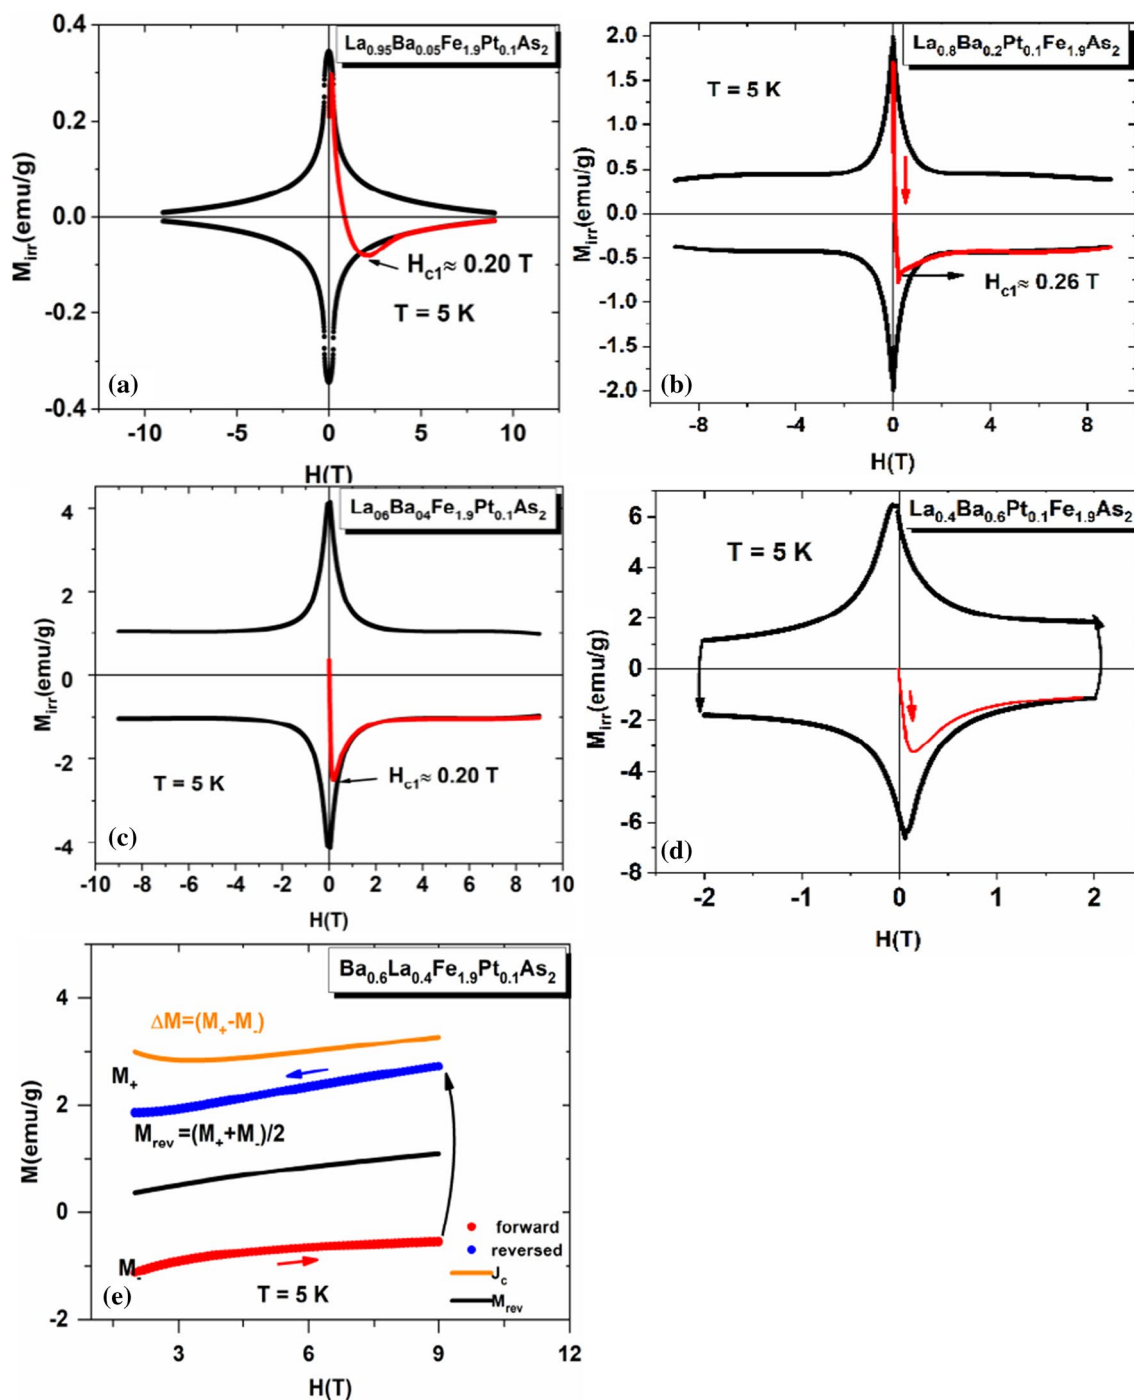 La0.95Ba0.05Fe1.9Pt0.1As2
0.4
0.2
0.0
-0.2
-0.4
Mirr(emu/g)
Hc1≈ 0.20 T
T = 5 K
(a)
-10 -5 0 5 10
H(T)
La0.8Ba0.2Pt0.1Fe1.9As2
2.0
1.5
1.0
0.5
0.0
-0.5
-1.0
-1.5
-2.0
Mirr(emu/g)
T = 5 K
Hc1≈ 0.26 T
(b)
-8 -4 0 4 8
H(T)
La06Ba04Fe1.9Pt0.1As2
4
2
0
-2
-4
Mirr(emu/g)
Hc1≈ 0.20 T
T = 5 K
(c)
-10 -8 -6 -4 -2 0 2 4 6 8 10
H(T)
La0.4Ba0.6Pt0.1Fe1.9As2
6
4
2
0
-2
-4
-6
-8
Mirr(emu/g)
T = 5 K
(d)
-2 -1 0 1 2
H(T)
Ba0.6La0.4Fe1.9Pt0.1As2
4
2
0
-2
M(emu/g)
ΔM=(M+-M-)
M+
Mrev =(M++M-)/2
M-
forward
reversed
Jc
Mrev
T = 5 K
(e)
3 6 9 12
H(T)